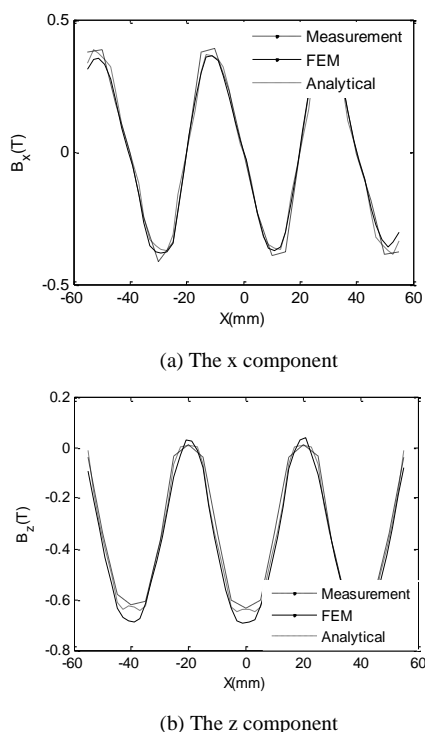 0.5
0
-0.5
B_x(T)
-60 -40 -20 0 20 40 60
X(mm)
Measurement
FEM
Analytical
(a) The x component
0.2
0
-0.2
-0.4
-0.6
-0.8
B_z(T)
-60 -40 -20 0 20 40 60
X(mm)
Measurement
FEM
Analytical
(b) The z component